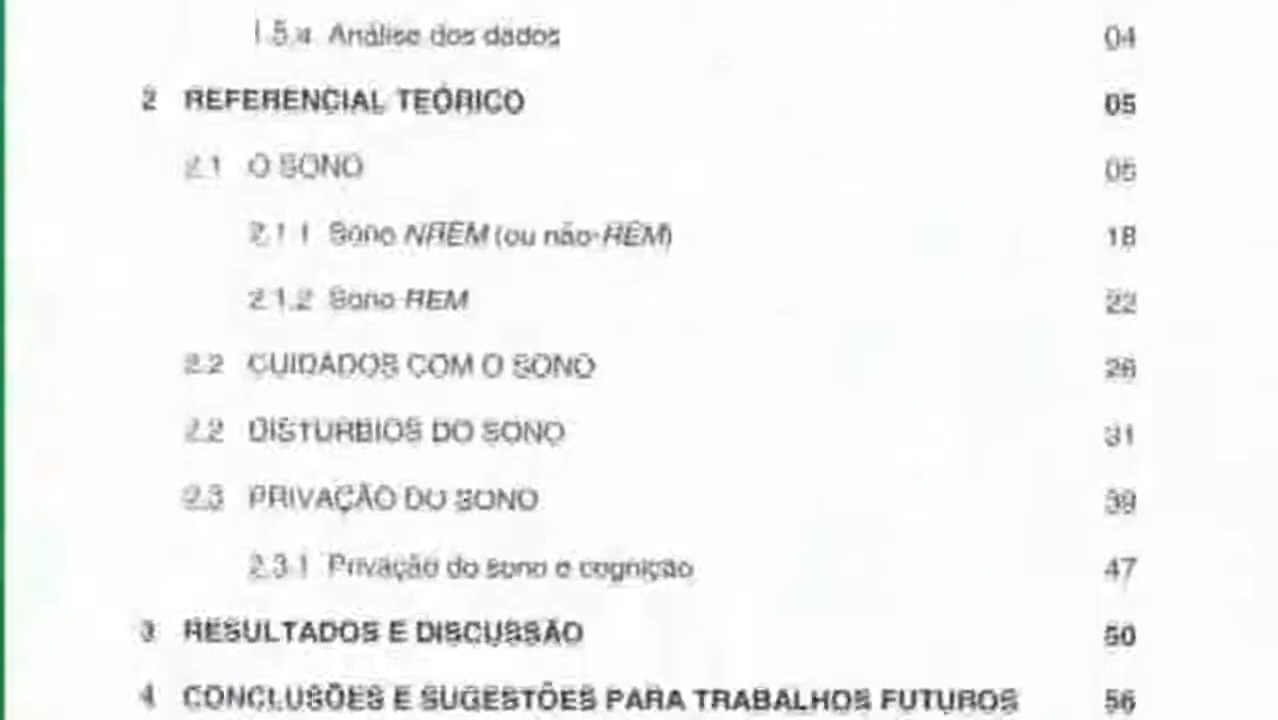 1.5.4 Análise dos dados 04
2 REFERENCIAL TEÓRICO 05
2.1 O SONO 05
2.1.1 Sono NREM (ou não-REM) 18
2.1.2 Sono REM 22
2.2 CUIDADOS COM O SONO 26
2.2 DISTÚRBIOS DO SONO 31
2.3 PRIVAÇÃO DO SONO 39
2.3.1 Privação do sono e cognição 47
3 RESULTADOS E DISCUSSÃO 50
4 CONCLUSÕES E SUGESTÕES PARA TRABALHOS FUTUROS 56